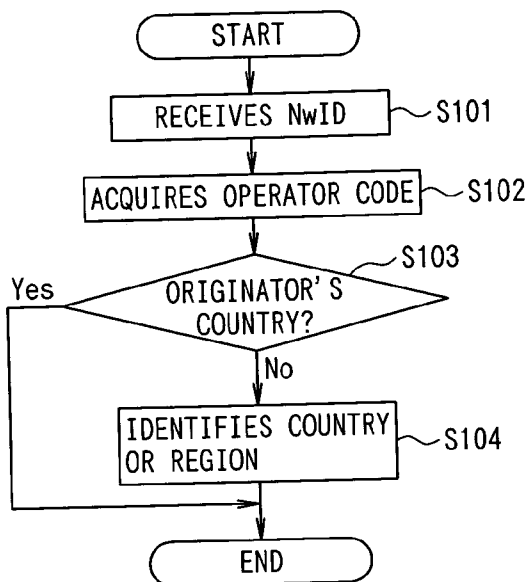 START
RECEIVES NwID
S101
ACQUIRES OPERATOR CODE
S102
S103
Yes
ORIGINATOR'S
COUNTRY?
No
IDENTIFIES COUNTRY
OR REGION
S104
END